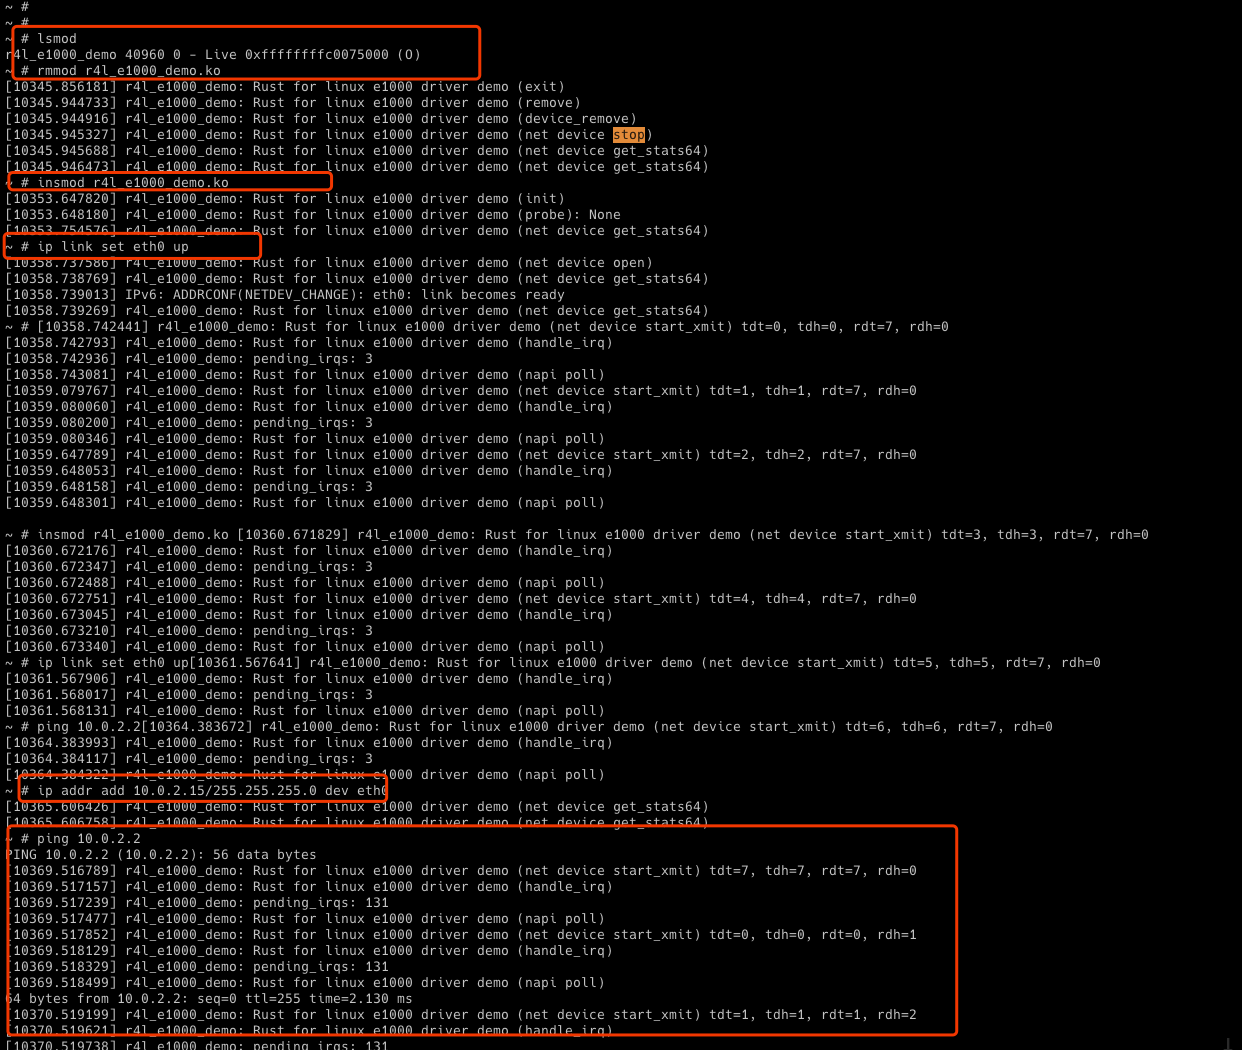 ~ #
~ #
~ # lsmod
r4l_e1000_demo 40960 0 - Live 0xffffffffc0075000 (O)
~ # rmmod r4l_e1000_demo.ko
[10345.856181] r4l_e1000_demo: Rust for linux e1000 driver demo (exit)
[10345.944733] r4l_e1000_demo: Rust for linux e1000 driver demo (remove)
[10345.944916] r4l_e1000_demo: Rust for linux e1000 driver demo (device_remove)
[10345.945327] r4l_e1000_demo: Rust for linux e1000 driver demo (net device stop)
[10345.945688] r4l_e1000_demo: Rust for linux e1000 driver demo (net device get_stats64)
[10345.946473] r4l_e1000_demo: Rust for linux e1000 driver demo (net device get_stats64)
~ # insmod r4l_e1000_demo.ko
[10353.647820] r4l_e1000_demo: Rust for linux e1000 driver demo (init)
[10353.648180] r4l_e1000_demo: Rust for linux e1000 driver demo (probe): None
[10353.754576] r4l_e1000_demo: Rust for linux e1000 driver demo (net device get_stats64)
~ # ip link set eth0 up
[10358.737586] r4l_e1000_demo: Rust for linux e1000 driver demo (net device open)
[10358.738769] r4l_e1000_demo: Rust for linux e1000 driver demo (net device get_stats64)
[10358.739013] IPv6: ADDRCONF(NETDEV_CHANGE): eth0: link becomes ready
[10358.739269] r4l_e1000_demo: Rust for linux e1000 driver demo (net device get_stats64)
~ # [10358.742441] r4l_e1000_demo: Rust for linux e1000 driver demo (net device start_xmit) tdt=0, tdh=0, rdt=7, rdh=0
[10358.742793] r4l_e1000_demo: Rust for linux e1000 driver demo (handle_irq)
[10358.742936] r4l_e1000_demo: pending_irqs: 3
[10358.743081] r4l_e1000_demo: Rust for linux e1000 driver demo (napi poll)
[10359.079767] r4l_e1000_demo: Rust for linux e1000 driver demo (net device start_xmit) tdt=1, tdh=1, rdt=7, rdh=0
[10359.080060] r4l_e1000_demo: Rust for linux e1000 driver demo (handle_irq)
[10359.080200] r4l_e1000_demo: pending_irqs: 3
[10359.080346] r4l_e1000_demo: Rust for linux e1000 driver demo (napi poll)
[10359.647789] r4l_e1000_demo: Rust for linux e1000 driver demo (net device start_xmit) tdt=2, tdh=2, rdt=7, rdh=0
[10359.648053] r4l_e1000_demo: Rust for linux e1000 driver demo (handle_irq)
[10359.648158] r4l_e1000_demo: pending_irqs: 3
[10359.648301] r4l_e1000_demo: Rust for linux e1000 driver demo (napi poll)
~ # insmod r4l_e1000_demo.ko [10360.671829] r4l_e1000_demo: Rust for linux e1000 driver demo (net device start_xmit) tdt=3, tdh=3, rdt=7, rdh=0
[10360.672176] r4l_e1000_demo: Rust for linux e1000 driver demo (handle_irq)
[10360.672347] r4l_e1000_demo: pending_irqs: 3
[10360.672488] r4l_e1000_demo: Rust for linux e1000 driver demo (napi poll)
[10360.672751] r4l_e1000_demo: Rust for linux e1000 driver demo (net device start_xmit) tdt=4, tdh=4, rdt=7, rdh=0
[10360.673045] r4l_e1000_demo: Rust for linux e1000 driver demo (handle_irq)
[10360.673210] r4l_e1000_demo: pending_irqs: 3
[10360.673340] r4l_e1000_demo: Rust for linux e1000 driver demo (napi poll)
~ # ip link set eth0 up[10361.567641] r4l_e1000_demo: Rust for linux e1000 driver demo (net device start_xmit) tdt=5, tdh=5, rdt=7, rdh=0
[10361.567906] r4l_e1000_demo: Rust for linux e1000 driver demo (handle_irq)
[10361.568017] r4l_e1000_demo: pending_irqs: 3
[10361.568131] r4l_e1000_demo: Rust for linux e1000 driver demo (napi poll)
~ # ping 10.0.2.2[10364.383672] r4l_e1000_demo: Rust for linux e1000 driver demo (net device start_xmit) tdt=6, tdh=6, rdt=7, rdh=0
[10364.383993] r4l_e1000_demo: Rust for linux e1000 driver demo (handle_irq)
[10364.384117] r4l_e1000_demo: pending_irqs: 3
[10364.384322] r4l_e1000_demo: Rust for linux e1000 driver demo (napi poll)
~ # ip addr add 10.0.2.15/255.255.255.0 dev eth0
[10365.606426] r4l_e1000_demo: Rust for linux e1000 driver demo (net device get_stats64)
[10365.606758] r4l_e1000_demo: Rust for linux e1000 driver demo (net device get_stats64)
~ # ping 10.0.2.2
PING 10.0.2.2 (10.0.2.2): 56 data bytes
[10369.516789] r4l_e1000_demo: Rust for linux e1000 driver demo (net device start_xmit) tdt=7, tdh=7, rdt=7, rdh=0
[10369.517157] r4l_e1000_demo: Rust for linux e1000 driver demo (handle_irq)
[10369.517239] r4l_e1000_demo: pending_irqs: 131
[10369.517477] r4l_e1000_demo: Rust for linux e1000 driver demo (napi poll)
[10369.517852] r4l_e1000_demo: Rust for linux e1000 driver demo (net device start_xmit) tdt=0, tdh=0, rdt=0, rdh=1
[10369.518129] r4l_e1000_demo: Rust for linux e1000 driver demo (handle_irq)
[10369.518329] r4l_e1000_demo: pending_irqs: 131
[10369.518499] r4l_e1000_demo: Rust for linux e1000 driver demo (napi poll)
64 bytes from 10.0.2.2: seq=0 ttl=255 time=2.130 ms
[10370.519199] r4l_e1000_demo: Rust for linux e1000 driver demo (net device start_xmit) tdt=1, tdh=1, rdt=1, rdh=2
[10370.519621] r4l_e1000_demo: Rust for linux e1000 driver demo (handle_irq)
[10370.519738] r4l_e1000_demo: pending_irqs: 131